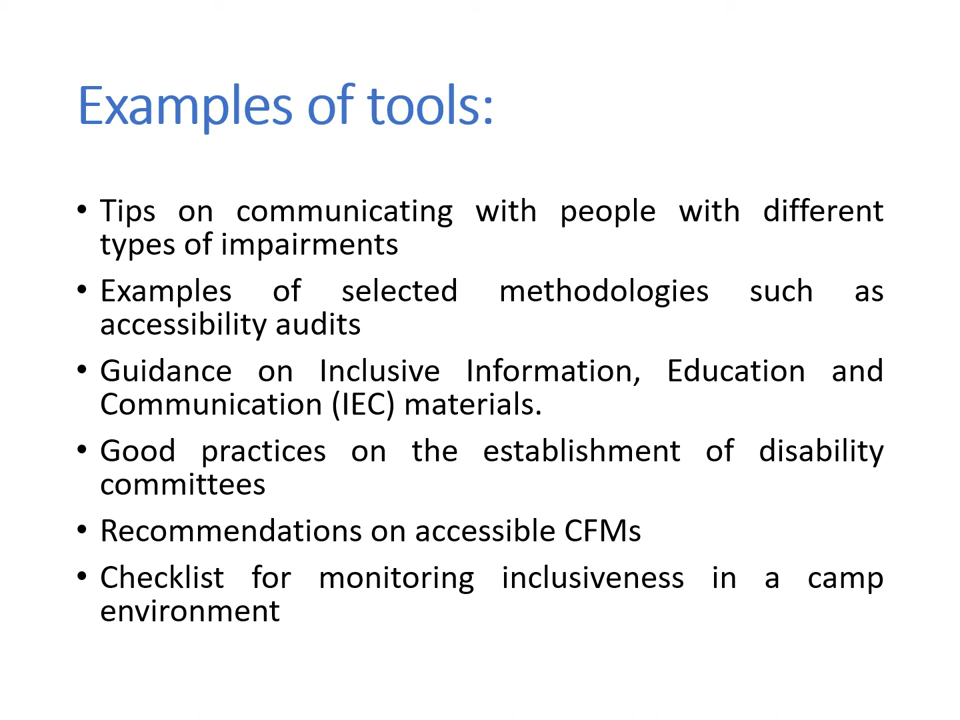 Examples of tools:
• Tips on communicating with people with different
types of impairments
• Examples of selected methodologies such as
accessibility audits
• Guidance on Inclusive Information, Education and
Communication (IEC) materials.
• Good practices on the establishment of disability
committees
• Recommendations on accessible CFMs
• Checklist for monitoring inclusiveness in a camp
environment